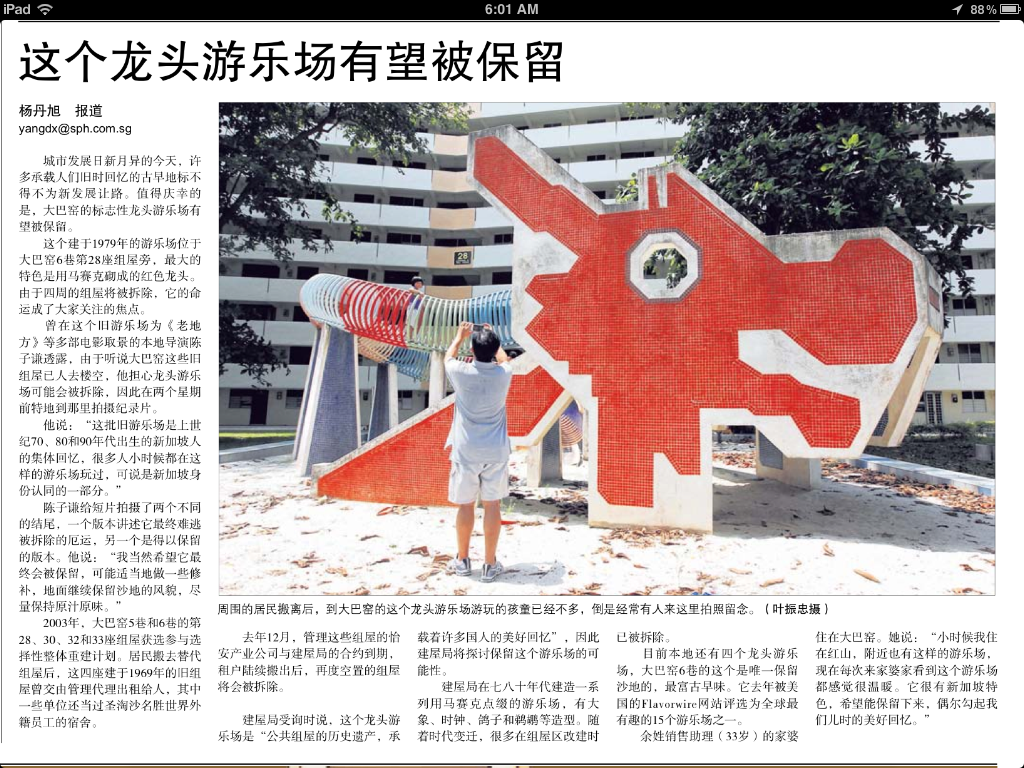 iPad
6:01 AM
88%
这个龙头游乐场有望被保留
杨丹旭 报道
yangdx@sph.com.sg
城市发展日新月异的今天，许
多承载人们旧时回忆的古早地标不
得不为新发展让路。值得庆幸的
是，大巴窑的标志性龙头游乐场有
望被保留。
这个建于1979年的游乐场位于
大巴窑6巷第28座组屋旁，最大的
特色是用马赛克砌成的红色龙头。
由于四周的组屋将被拆除，它的命
运成了大家关注的焦点。
曾在这个旧游乐场为《老地
方》等多部电影取景的本地导演陈
子谦透露，由于听说大巴窑这些旧
组屋已人去楼空，他担心龙头游乐
场可能会被拆除，因此在两个星期
前特地到那里拍摄纪录片。
他说：“这批旧游乐场是上世
纪70、80和90年代出生的新加坡人
的集体回忆，很多人小时候都在这
样的游乐场玩过，可说是新加坡身
份认同的一部分。”
陈子谦给短片拍摄了两个不同
的结尾，一个版本讲述它最终难逃
被拆除的厄运，另一个是得以保留
的版本。他说：“我当然希望它最
终会被保留，可能适当地做一些修
补，地面继续保留沙地的风貌，尽
量保持原汁原味。”
2003年，大巴窑5巷和6巷的第
28、30、32和33座组屋获选参与选
择性整体重建计划。居民搬去替代
组屋后，这四座建于1969年的旧组
屋曾交由管理代理出租给人，其中
一些单位还当过圣淘沙名胜世界外
籍员工的宿舍。
28
周围的居民搬离后，到大巴窑的这个龙头游乐场游玩的孩童已经不多，倒是经常有人来这里拍照留念。（叶振忠摄）
去年12月，管理这些组屋的怡
安产业公司与建屋局的合约到期，
租户陆续搬出后，再度空置的组屋
将会被拆除。
建屋局受询时说，这个龙头游
乐场是“公共组屋的历史遗产，承
载着许多国人的美好回忆”，因此
建屋局将探讨保留这个游乐场的可
能性。
建屋局在七八十年代建造一系
列用马赛克点缀的游乐场，有大
象、时钟、鸽子和鹈鹕等造型。随
着时代变迁，很多在组屋区改建时
已被拆除。
目前本地还有四个龙头游乐
场，大巴窑6巷的这个是唯一保留
沙地的，最富古早味。它去年被美
国的Flavorwire网站评选为全球最
有趣的15个游乐场之一。
余姓销售助理（33岁）的家婆
住在大巴窑。她说：“小时候我住
在红山，附近也有这样的游乐场，
现在每次来家婆家看到这个游乐场
都感觉很温暖。它很有新加坡特
色，希望能保留下来，偶尔勾起我
们儿时的美好回忆。”